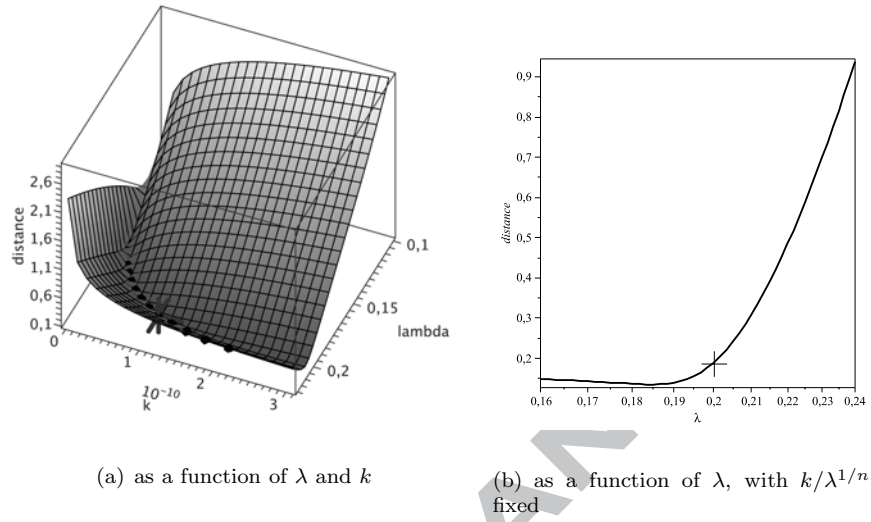 2,6
2,1
1,6
1,1
0,6
0,1
distance
0
1
2
3
10⁻¹⁰
k
0,1
0,15
0,2
lambda
0,9
0,8
0,7
0,6
0,5
0,4
0,3
0,2
distance
0,16 0,17 0,18 0,19 0,2 0,21 0,22 0,23 0,24
λ
(a) as a function of λ and k
(b) as a function of λ, with k/λ^{1/n}
fixed